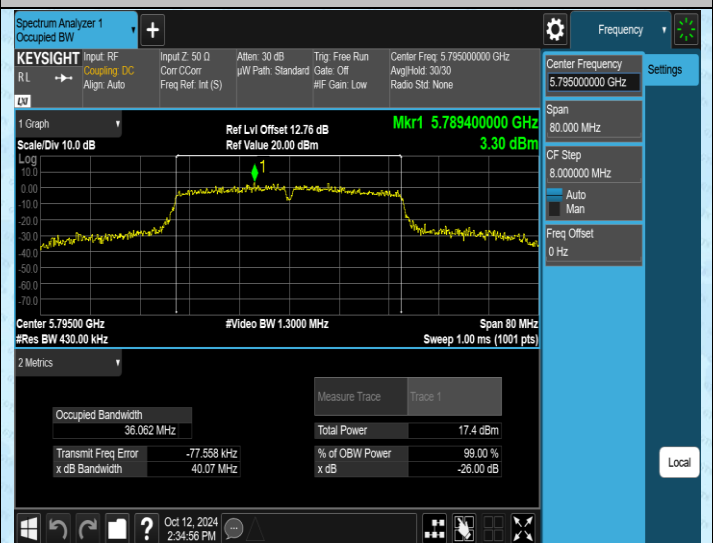 Spectrum Analyzer 1
Occupied BW
Frequency
KEYSIGHT
RL
LXI
Input: RF
Coupling: DC
Align: Auto
Input Z: 50 Ω
Corr CCorr
Freq Ref: Int (S)
Atten: 30 dB
µW Path: Standard
Trig: Free Run
Gate: Off
#IF Gain: Low
Center Freq: 5.795000000 GHz
Avg|Hold: 30/30
Radio Std: None
Center Frequency
5.795000000 GHz
Settings
Span
80.000 MHz
CF Step
8.000000 MHz
Auto
Man
Freq Offset
0 Hz
1 Graph
Scale/Div 10.0 dB
Ref Lvl Offset 12.76 dB
Ref Value 20.00 dBm
Mkr1 5.789400000 GHz
3.30 dBm
Log
10.0
0.00
-10.0
-20.0
-30.0
-40.0
-50.0
-60.0
-70.0
1
Center 5.79500 GHz
#Res BW 430.00 kHz
#Video BW 1.3000 MHz
Span 80 MHz
Sweep 1.00 ms (1001 pts)
2 Metrics
Measure Trace
Trace 1
Occupied Bandwidth
36.062 MHz
Total Power
17.4 dBm
Transmit Freq Error
-77.558 kHz
% of OBW Power
99.00 %
x dB Bandwidth
40.07 MHz
x dB
-26.00 dB
Local
?
Oct 12, 2024
2:34:56 PM